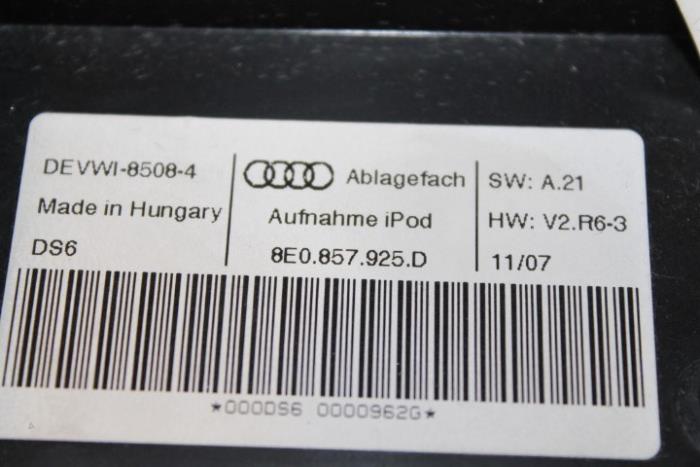 DEVWI-8508-4
Made in Hungary
DS6
Ablagefach
Aufnahme iPod
8E0.857.925.D
SW: A.21
HW: V2.R6-3
11/07
*000DS6 0000962G*